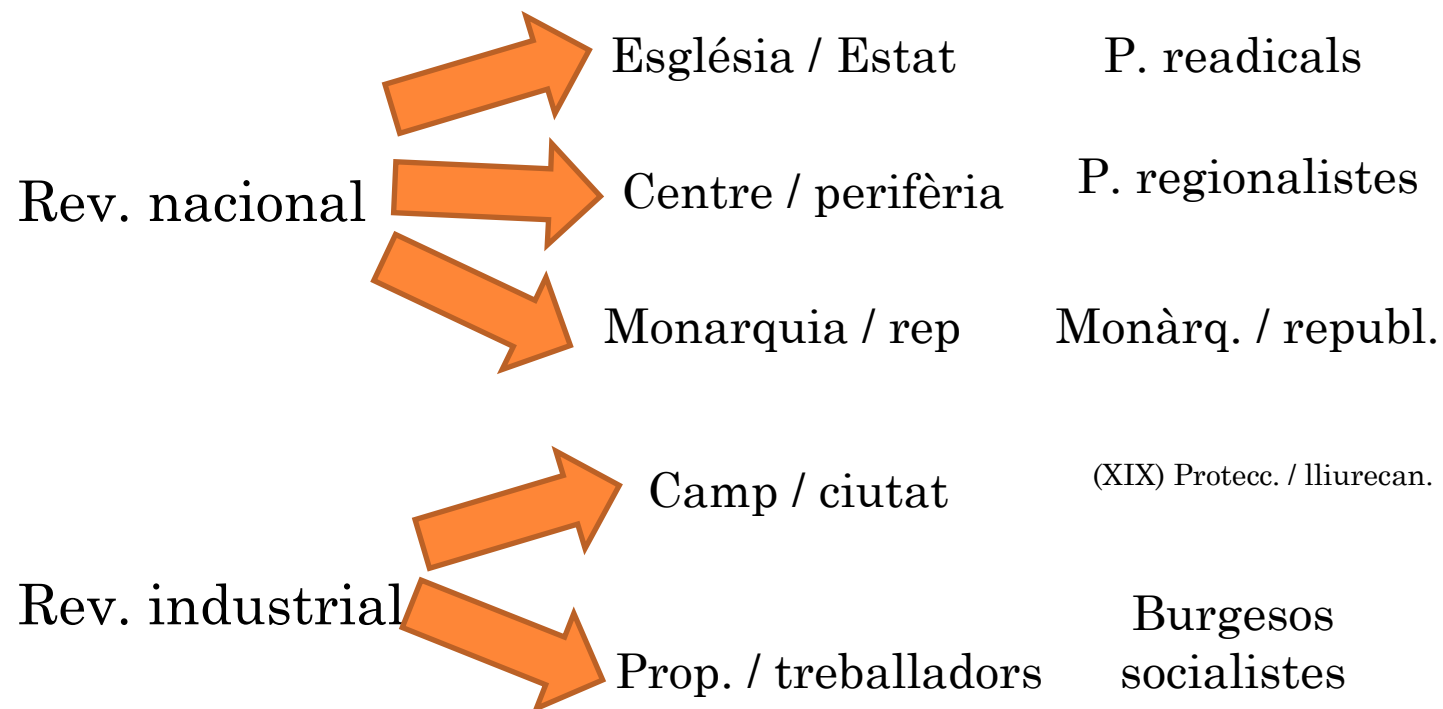 Església / Estat
P. readicals
Rev. nacional
Centre / perifèria
P. regionalistes
Monarquia / rep
Monàrq. / republ.
Camp / ciutat
(XIX) Protecc. / lliurecan.
Rev. industrial
Prop. / treballadors
Burgesos
socialistes